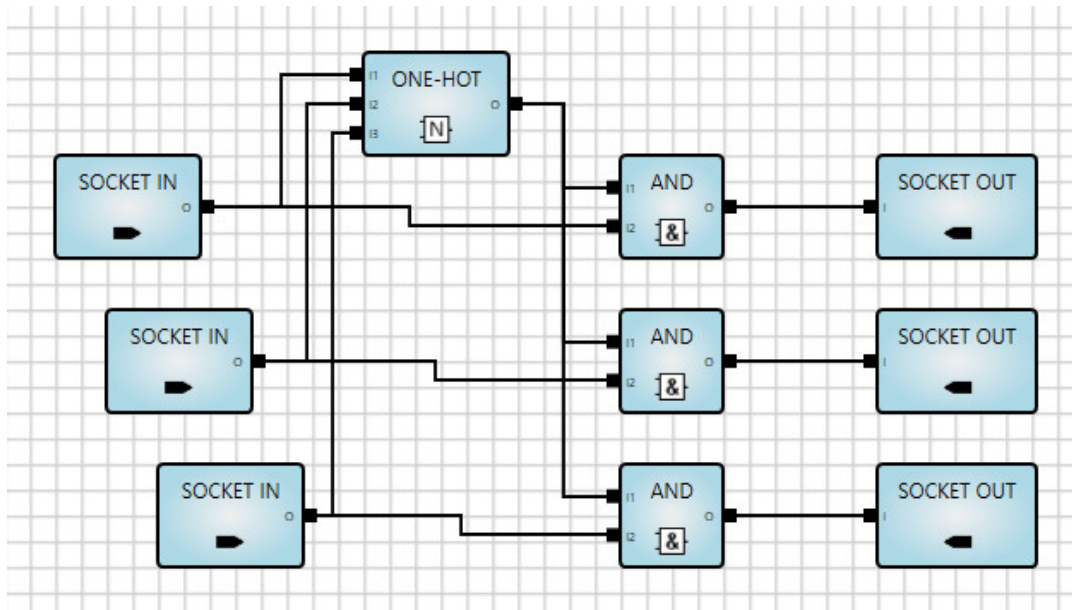 I1
ONE-HOT
I2
O
I3
N
SOCKET IN
O
I1
AND
O
I2
&
SOCKET OUT
I
SOCKET IN
O
I1
AND
O
I2
&
SOCKET OUT
I
SOCKET IN
O
I1
AND
O
I2
&
SOCKET OUT
I